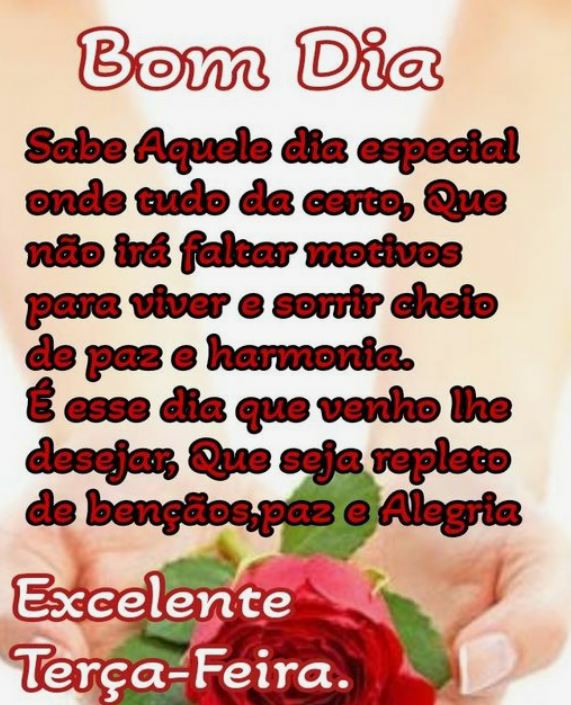 Bom Dia
Sabe Aquele dia especial
onde tudo da certo, Que
não irá faltar motivos
para viver e sorrir cheio
de paz e harmonia.
É esse dia que venho lhe
desejar, Que seja repleto
de bençãos,paz e Alegria
Excelente
Terça-Feira.